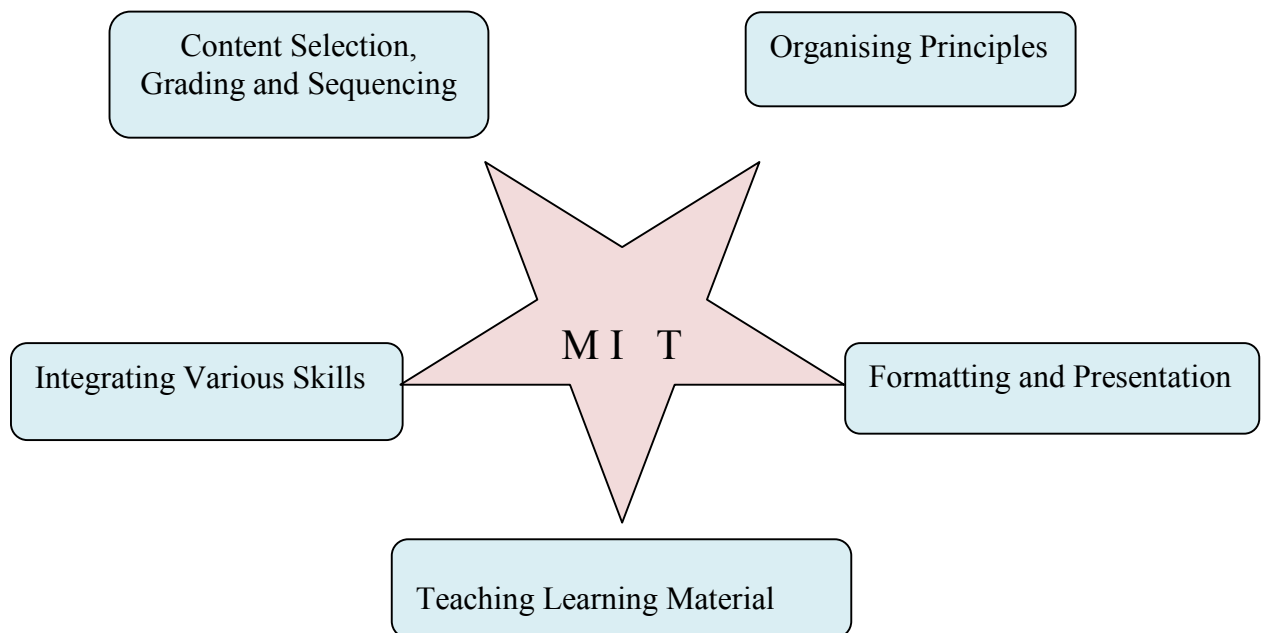 Content Selection,
Grading and Sequencing
Organising Principles
M I T
Integrating Various Skills
Formatting and Presentation
Teaching Learning Material